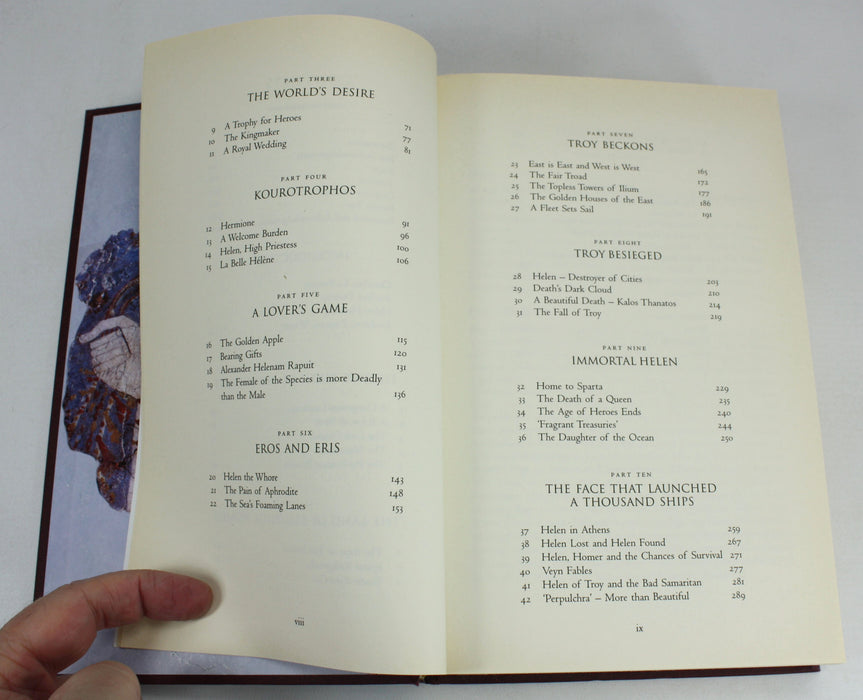 PART THREE
THE WORLD'S DESIRE
9 A Trophy for Heroes 71
10 The Kingmaker 77
11 A Royal Wedding 81
PART FOUR
KOUROTROPHOS
12 Hermione 91
13 A Welcome Burden 96
14 Helen, High Priestess 100
15 La Belle Hélène 106
PART FIVE
A LOVER'S GAME
16 The Golden Apple 115
17 Bearing Gifts 120
18 Alexander Helenam Rapuit 131
19 The Female of the Species is more Deadly
than the Male 136
PART SIX
EROS AND ERIS
20 Helen the Whore 143
21 The Pain of Aphrodite 148
22 The Sea's Foaming Lanes 153
viii
PART SEVEN
TROY BECKONS
23 East is East and West is West 165
24 The Fair Troad 172
25 The Topless Towers of Ilium 177
26 The Golden Houses of the East 186
27 A Fleet Sets Sail 191
PART EIGHT
TROY BESIEGED
28 Helen – Destroyer of Cities 203
29 Death's Dark Cloud 210
30 A Beautiful Death – Kalos Thanatos 214
31 The Fall of Troy 219
PART NINE
IMMORTAL HELEN
32 Home to Sparta 229
33 The Death of a Queen 235
34 The Age of Heroes Ends 240
35 'Fragrant Treasuries' 244
36 The Daughter of the Ocean 250
PART TEN
THE FACE THAT LAUNCHED
A THOUSAND SHIPS
37 Helen in Athens 259
38 Helen Lost and Helen Found 267
39 Helen, Homer and the Chances of Survival 271
40 Veyn Fables 277
41 Helen of Troy and the Bad Samaritan 281
42 'Perpulchra' – More than Beautiful 289
ix